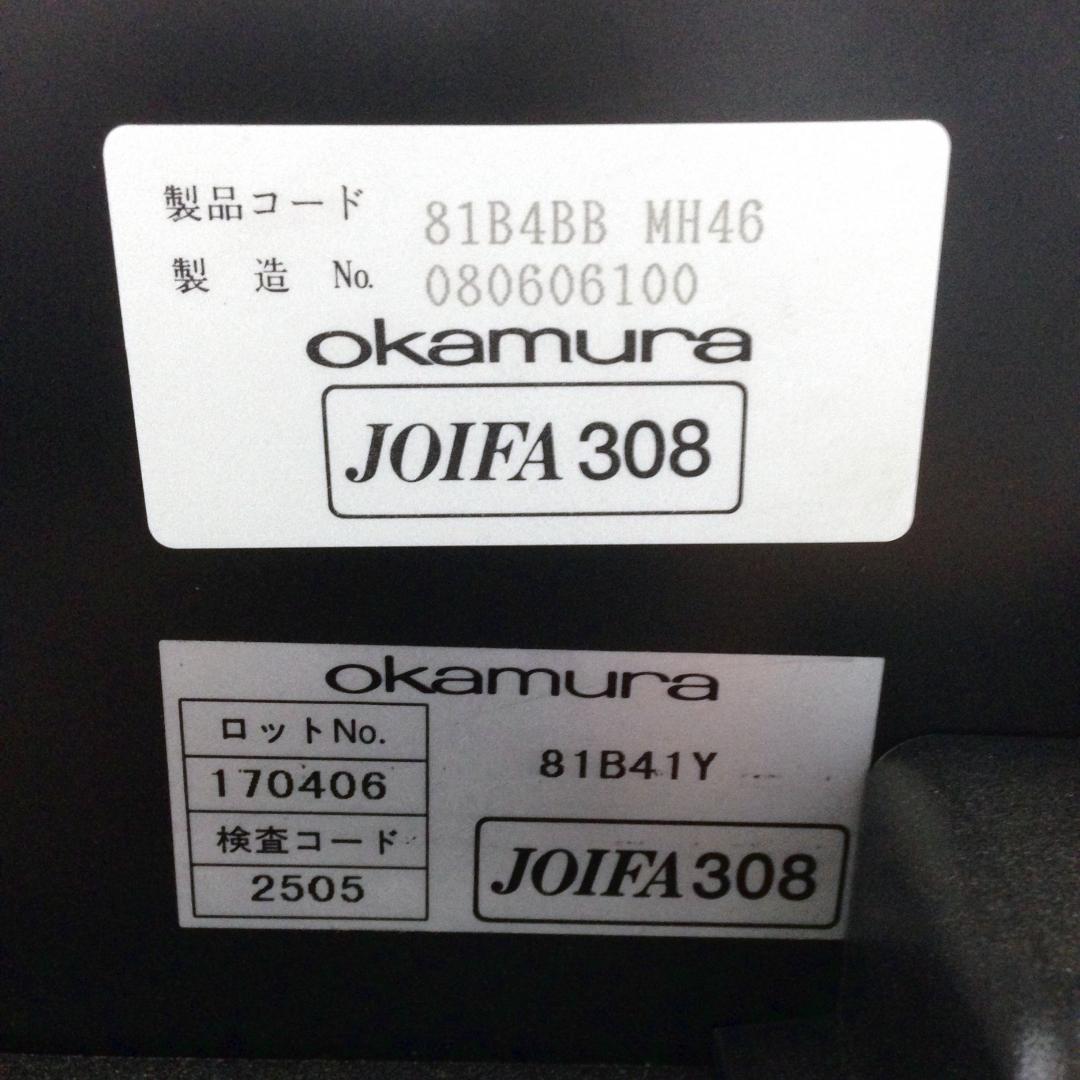 製品コード 81B4BB MH46
製造 No. 080606100
okamura
JOIFA 308
okamura
ロットNo.
170406
検査コード
2505
81B41Y
JOIFA 308